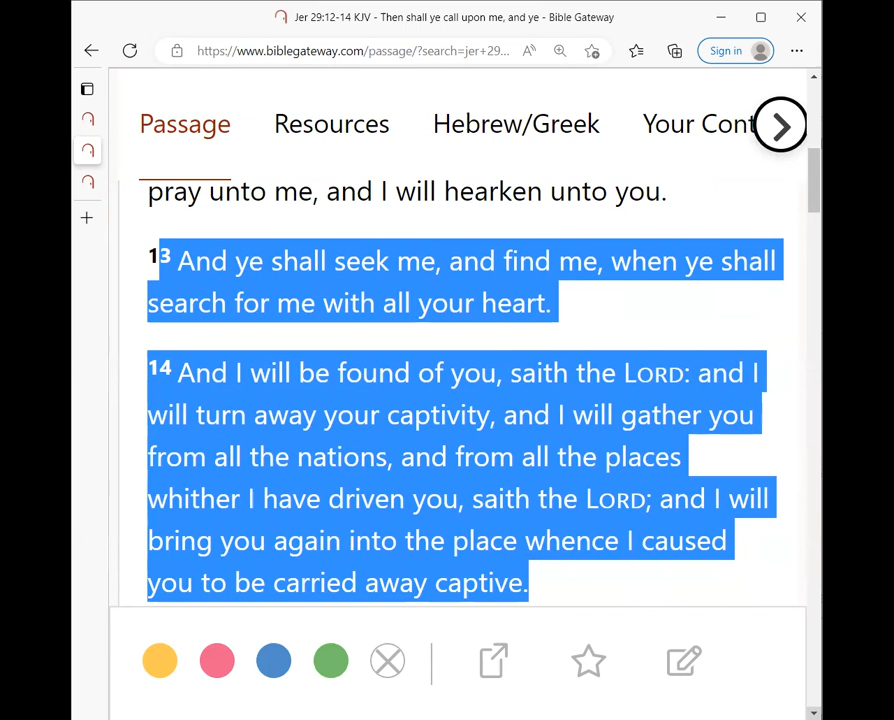 Jer 29:12-14 KJV - Then shall ye call upon me, and ye - Bible Gateway
https://www.biblegateway.com/passage/?search=jer+29...
Sign in
Passage Resources Hebrew/Greek Your Cont
pray unto me, and I will hearken unto you.
13 And ye shall seek me, and find me, when ye shall
search for me with all your heart.
14 And I will be found of you, saith the LORD: and I
will turn away your captivity, and I will gather you
from all the nations, and from all the places
whither I have driven you, saith the LORD; and I will
bring you again into the place whence I caused
you to be carried away captive.